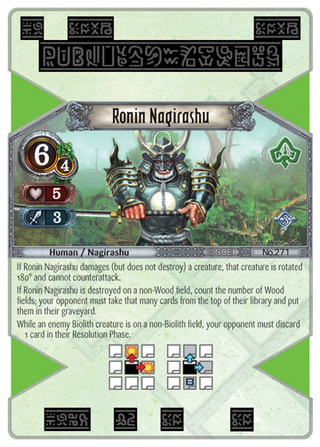 Ronin Nagirashu
6
4
5
3
Human / Nagirashu
SCE1
No.271
If Ronin Nagirashu damages (but does not destroy) a creature, that creature is rotated
180° and cannot counterattack.
If Ronin Nagirashu is destroyed on a non-Wood field, count the number of Wood
fields; your opponent must take that many cards from the top of their library and put
them in their graveyard.
While an enemy Biolith creature is on a non-Biolith field, your opponent must discard
1 card in their Resolution Phase.